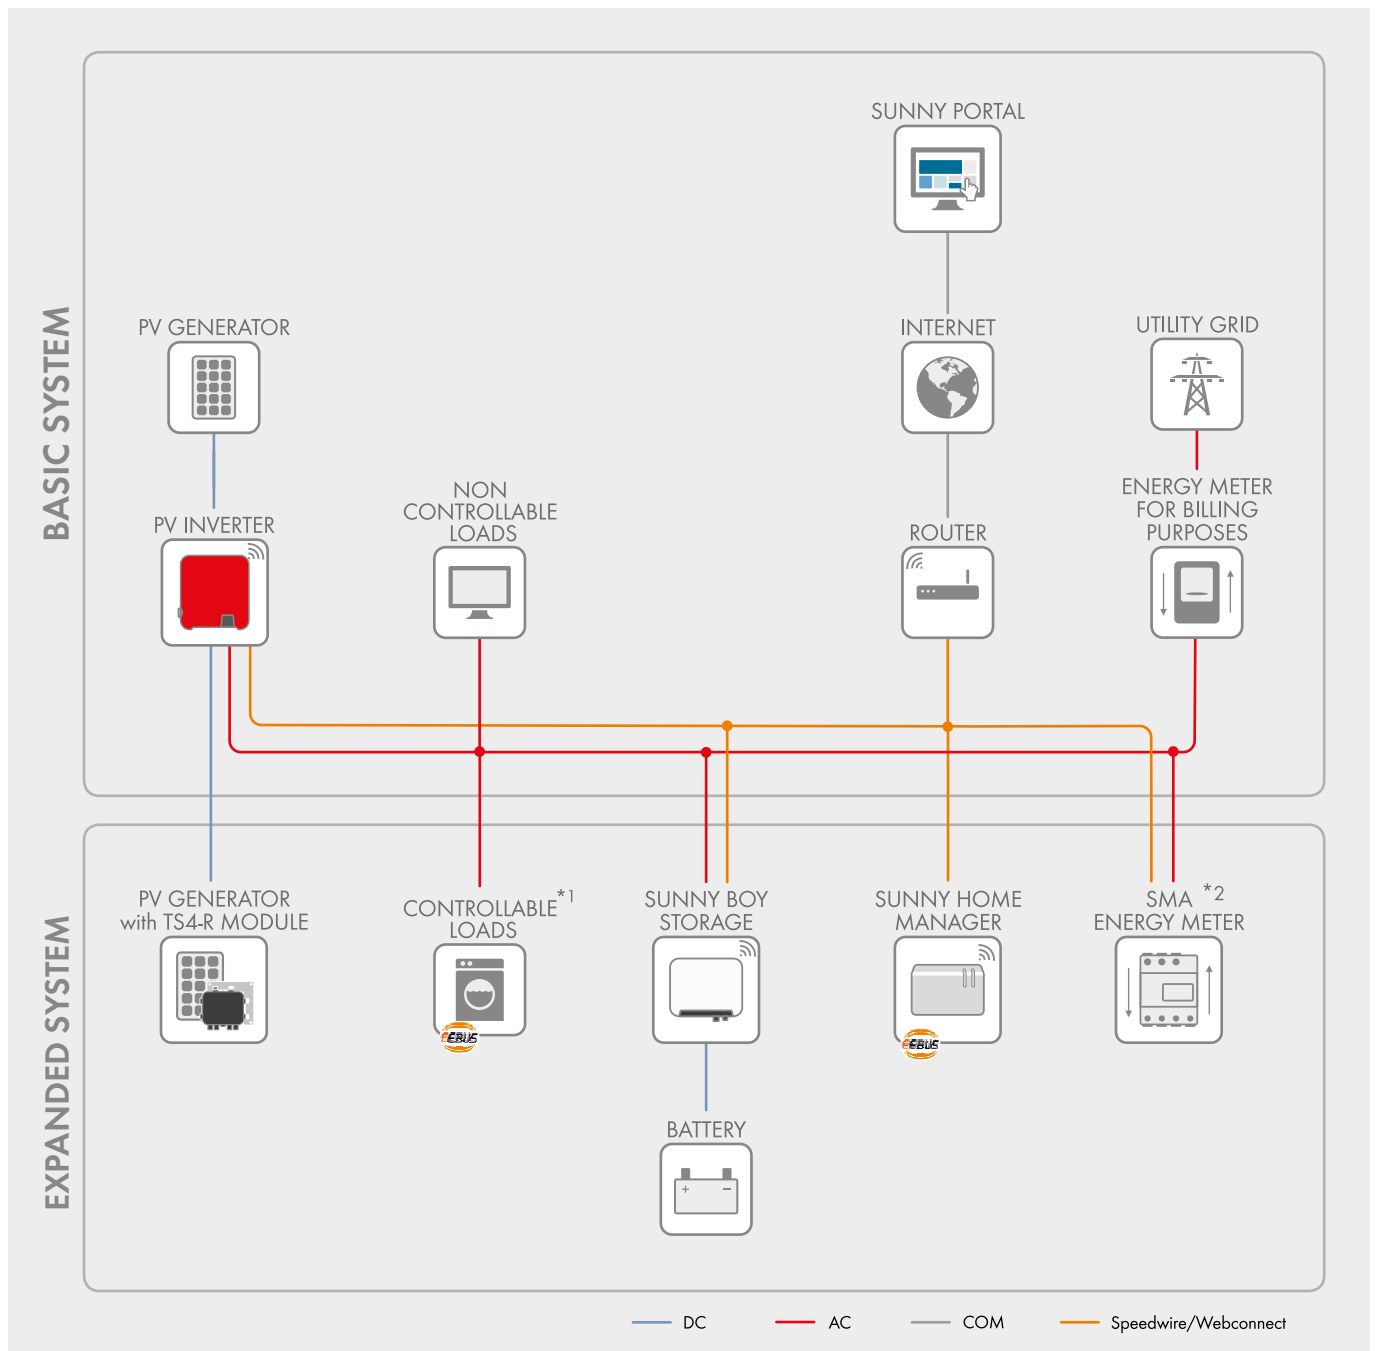 BASIC SYSTEM
SUNNY PORTAL
PV GENERATOR
INTERNET
UTILITY GRID
PV INVERTER
NON
CONTROLLABLE
LOADS
ROUTER
ENERGY METER
FOR BILLING
PURPOSES
EXPANDED SYSTEM
PV GENERATOR
with TS4-R MODULE
CONTROLLABLE*1
LOADS
EEBUS
SUNNY BOY
STORAGE
SUNNY HOME
MANAGER
EEBUS
SMA *2
ENERGY METER
BATTERY
+ −
DC
AC
COM
Speedwire/Webconnect